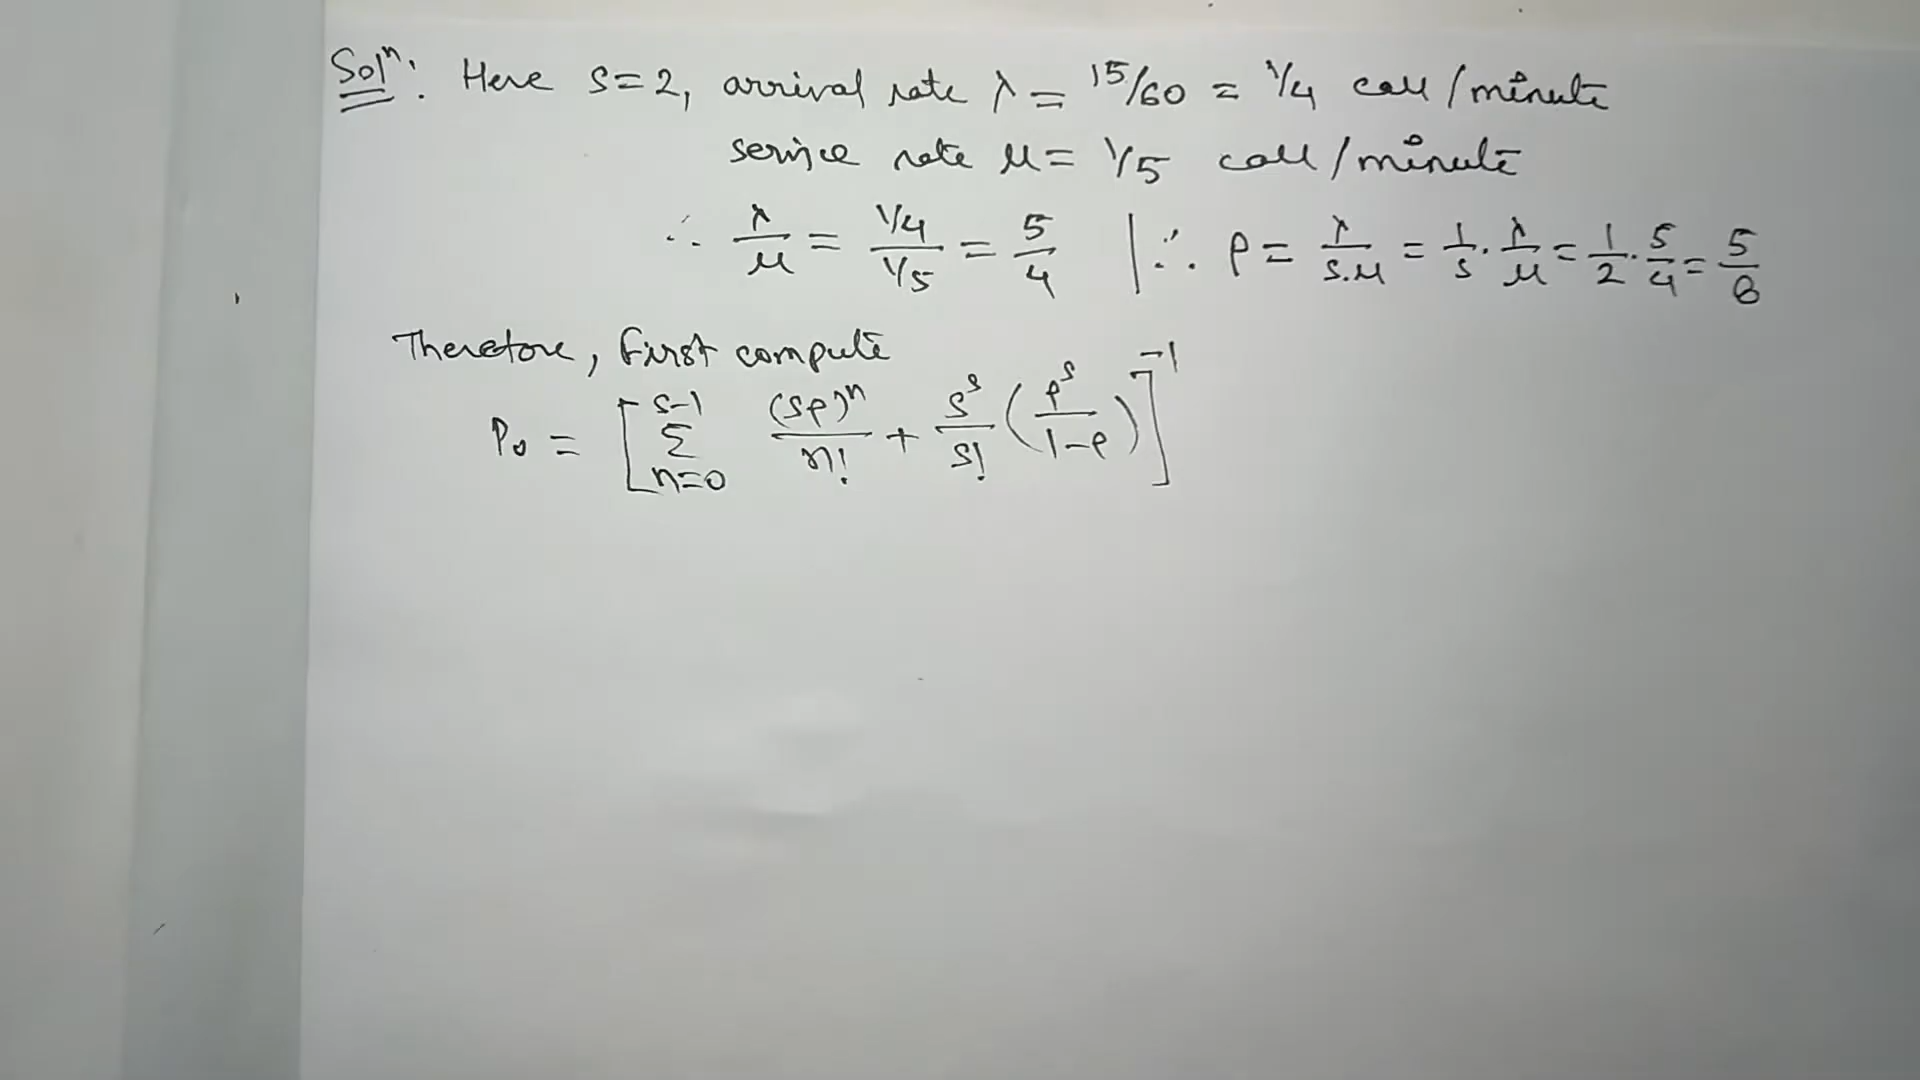 Solⁿ: Here s=2, arrival rate λ = 15/60 = 1/4 call/minute
service rate μ = 1/5 call/minute
∴ λ/μ = (1/4)/(1/5) = 5/4 | ∴ ρ = λ/(s.μ) = 1/s · λ/μ = 1/2 · 5/4 = 5/8
Therefore, first compute
P₀ = [ Σ_{n=0}^{s-1} (sρ)ⁿ/n! + s^s/s! (ρ^s/(1-ρ)) ]^{-1}